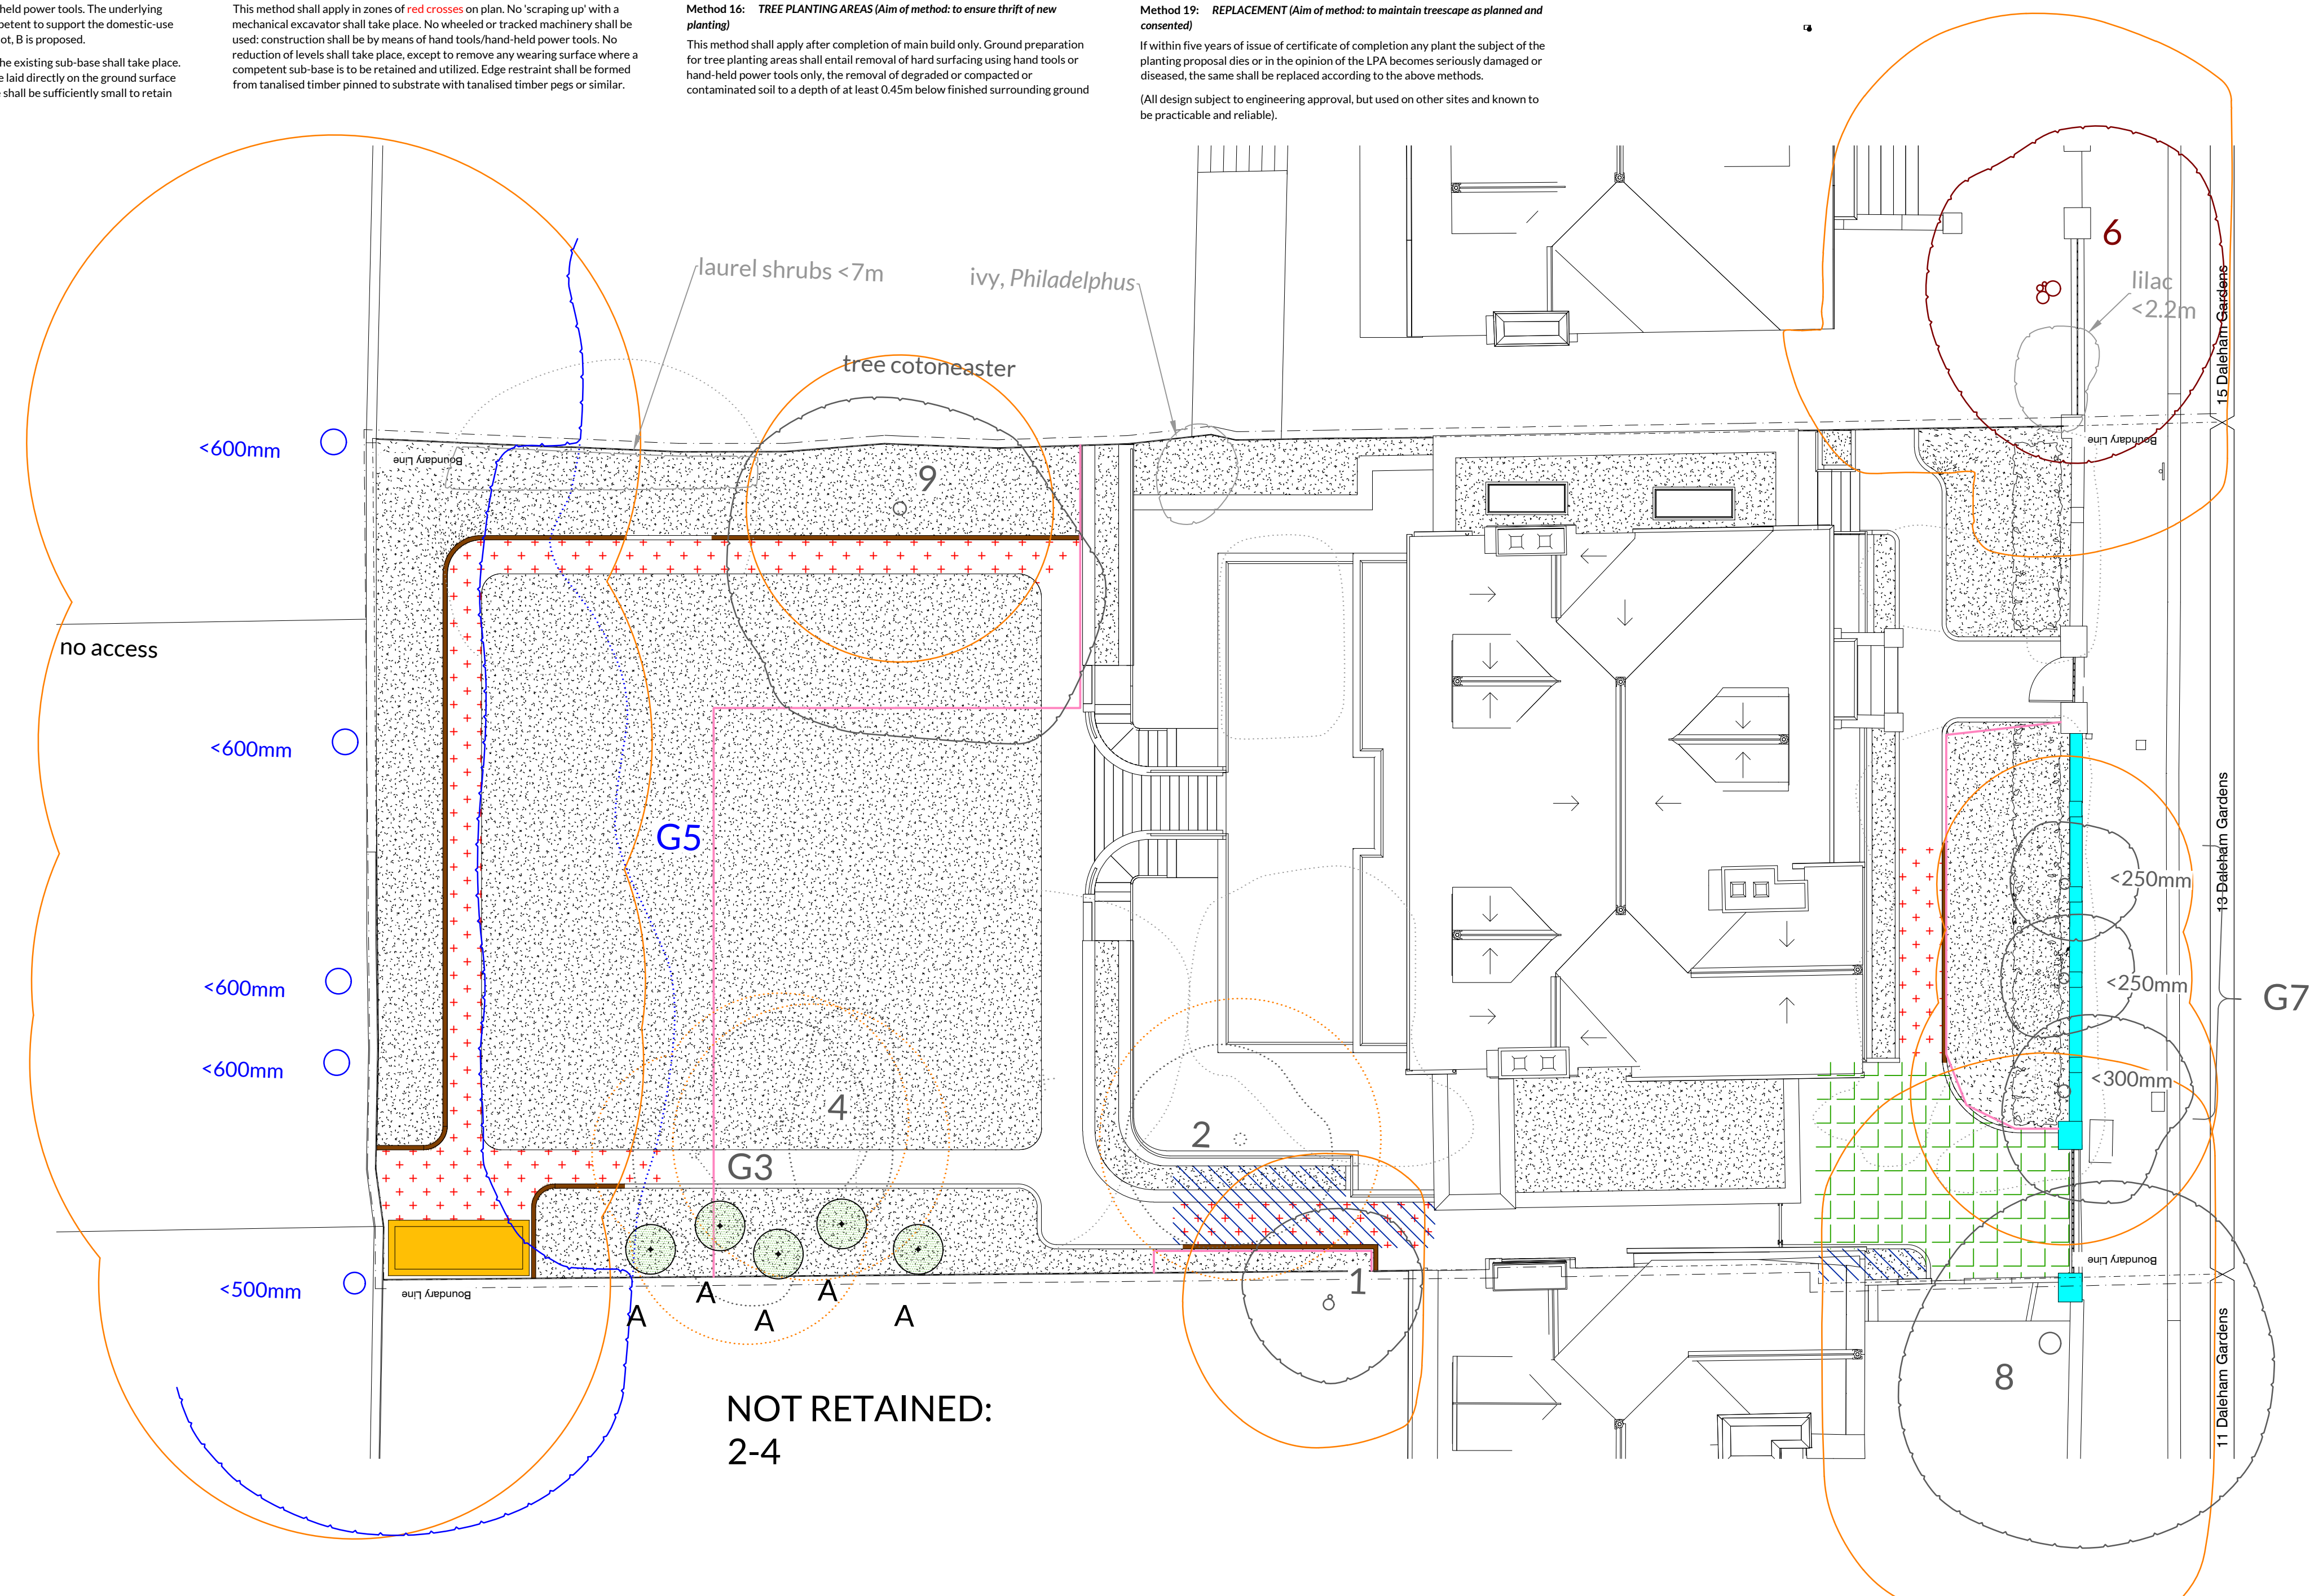 held power tools. The underlying
petent to support the domestic-use
ot, B is proposed.
he existing sub-base shall take place.
e laid directly on the ground surface
e shall be sufficiently small to retain
This method shall apply in zones of red crosses on plan. No 'scraping up' with a
mechanical excavator shall take place. No wheeled or tracked machinery shall be
used: construction shall be by means of hand tools/hand-held power tools. No
reduction of levels shall take place, except to remove any wearing surface where a
competent sub-base is to be retained and utilized. Edge restraint shall be formed
from tanalised timber pinned to substrate with tanalised timber pegs or similar.
Method 16: TREE PLANTING AREAS (Aim of method: to ensure thrift of new
planting)
This method shall apply after completion of main build only. Ground preparation
for tree planting areas shall entail removal of hard surfacing using hand tools or
hand-held power tools only, the removal of degraded or compacted or
contaminated soil to a depth of at least 0.45m below finished surrounding ground
Method 19: REPLACEMENT (Aim of method: to maintain treescape as planned and
consented)
If within five years of issue of certificate of completion any plant the subject of the
planting proposal dies or in the opinion of the LPA becomes seriously damaged or
diseased, the same shall be replaced according to the above methods.
(All design subject to engineering approval, but used on other sites and known to
be practicable and reliable).
laurel shrubs <7m
ivy, Philadelphus
6
lilac
<2.2m
15 Daleham Gardens
tree cotoneaster
<600mm
Boundary Line
Boundary Line
9
no access
<600mm
G5
13 Daleham Gardens
<250mm
<600mm
<250mm
G7
<600mm
<300mm
4
2
G3
Boundary Line
<500mm
Boundary Line
1
A
A
A
A
A
11 Daleham Gardens
8
NOT RETAINED:
2-4